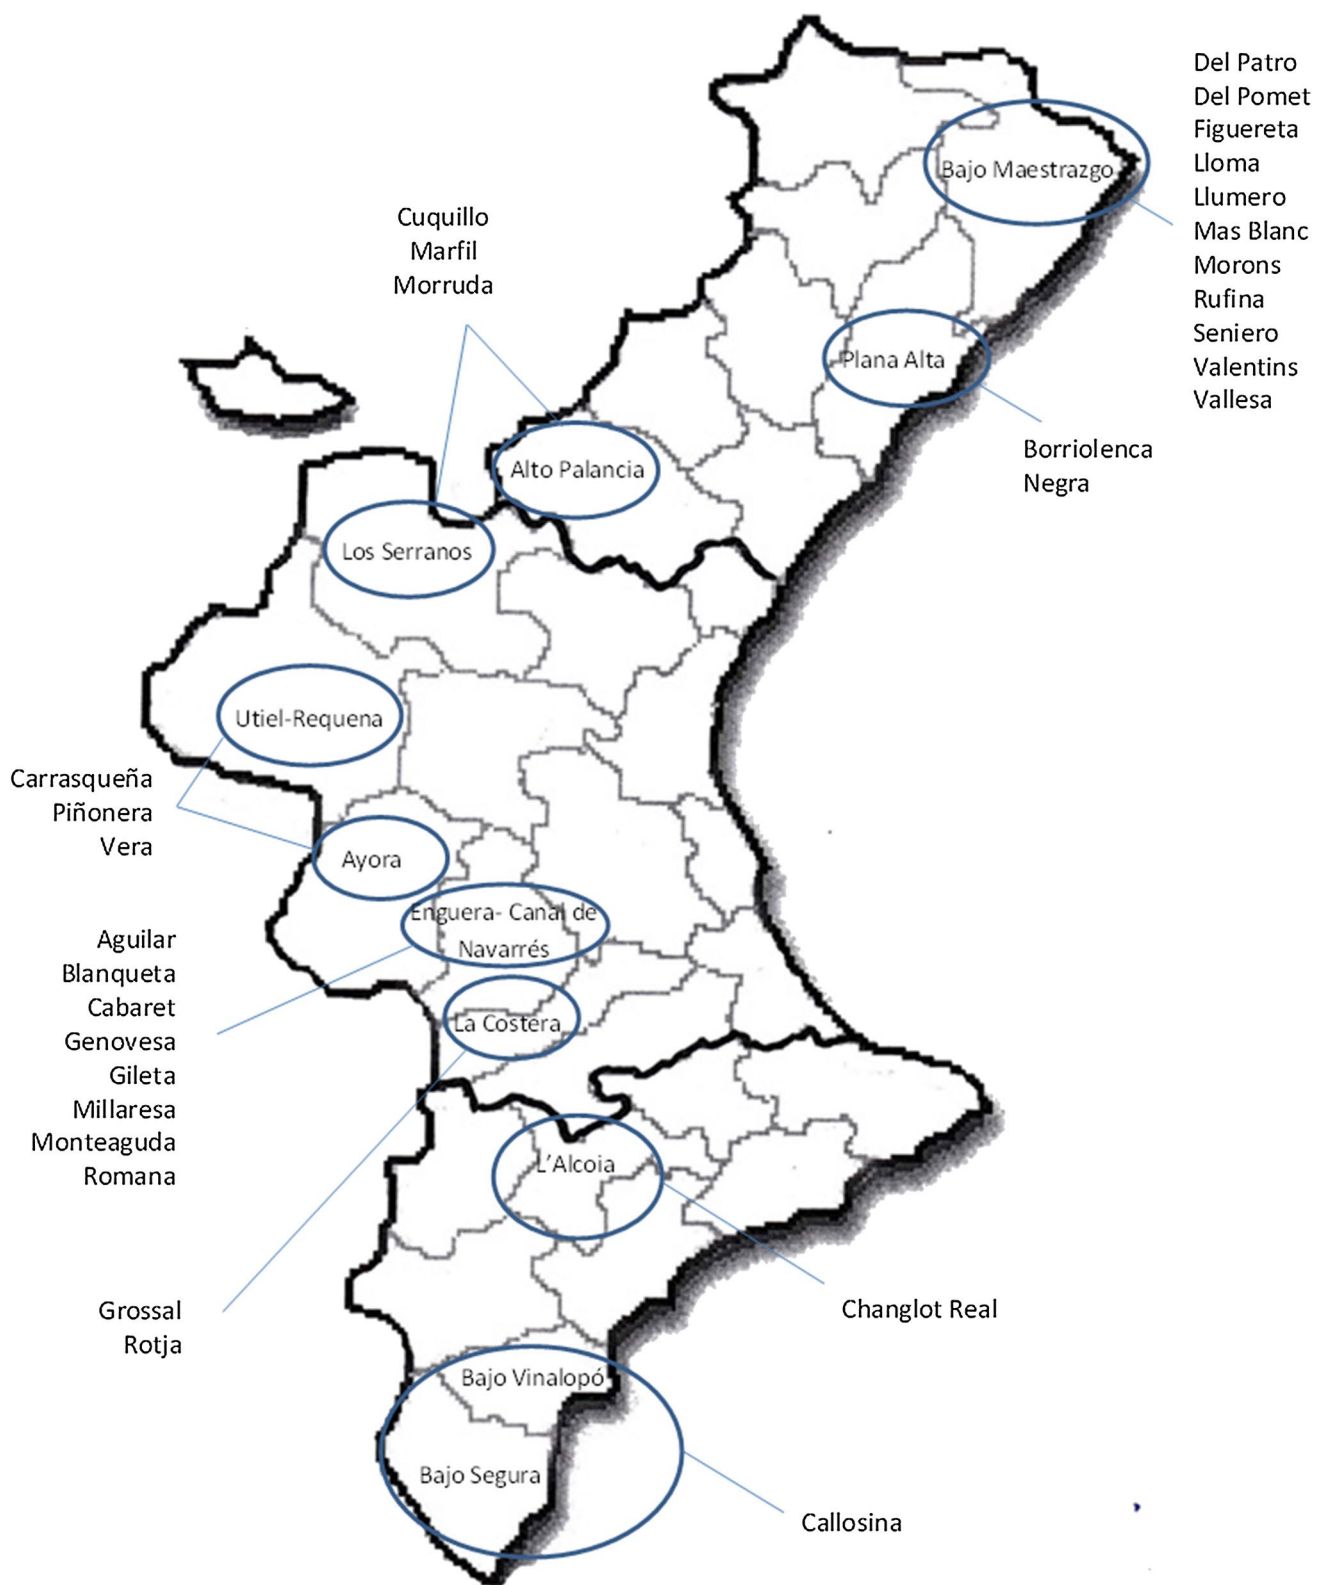 Del Patro
Del Pomet
Figuereta
Lloma
Llumero
Mas Blanc
Morons
Rufina
Seniero
Valentins
Vallesa
Bajo Maestrazgo
Cuquillo
Marfil
Morruda
Plana Alta
Borriolenca
Negra
Alto Palancia
Los Serranos
Utiel-Requena
Carrasqueña
Piñonera
Vera
Ayora
Enguera- Canal de
Navarrés
Aguilar
Blanqueta
Cabaret
Genovesa
Gileta
Millaresa
Monteaguda
Romana
La Costera
L'Alcoia
Grossal
Rotja
Changlot Real
Bajo Vinalopó
Bajo Segura
Callosina